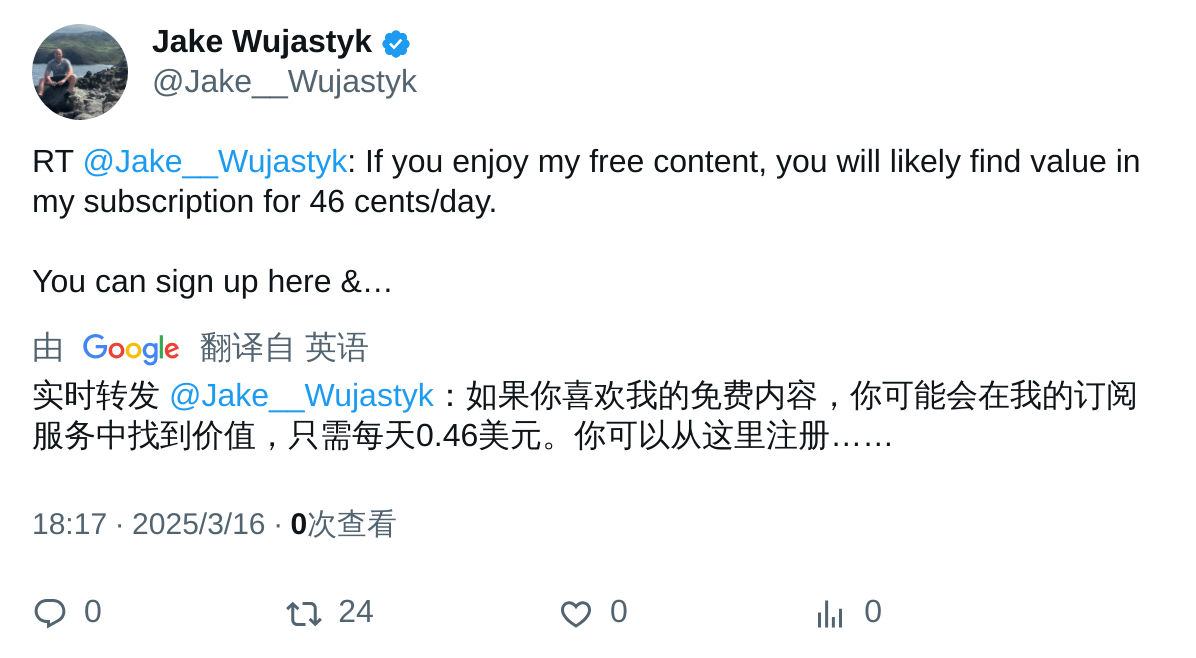 Jake Wujastyk
@Jake__Wujastyk
RT @Jake__Wujastyk: If you enjoy my free content, you will likely find value in
my subscription for 46 cents/day.
You can sign up here &…
由 Google 翻译自 英语
实时转发 @Jake__Wujastyk：如果你喜欢我的免费内容，你可能会在我的订阅
服务中找到价值，只需每天0.46美元。你可以从这里注册……
18:17 · 2025/3/16 · 0次查看
0 24 0 0